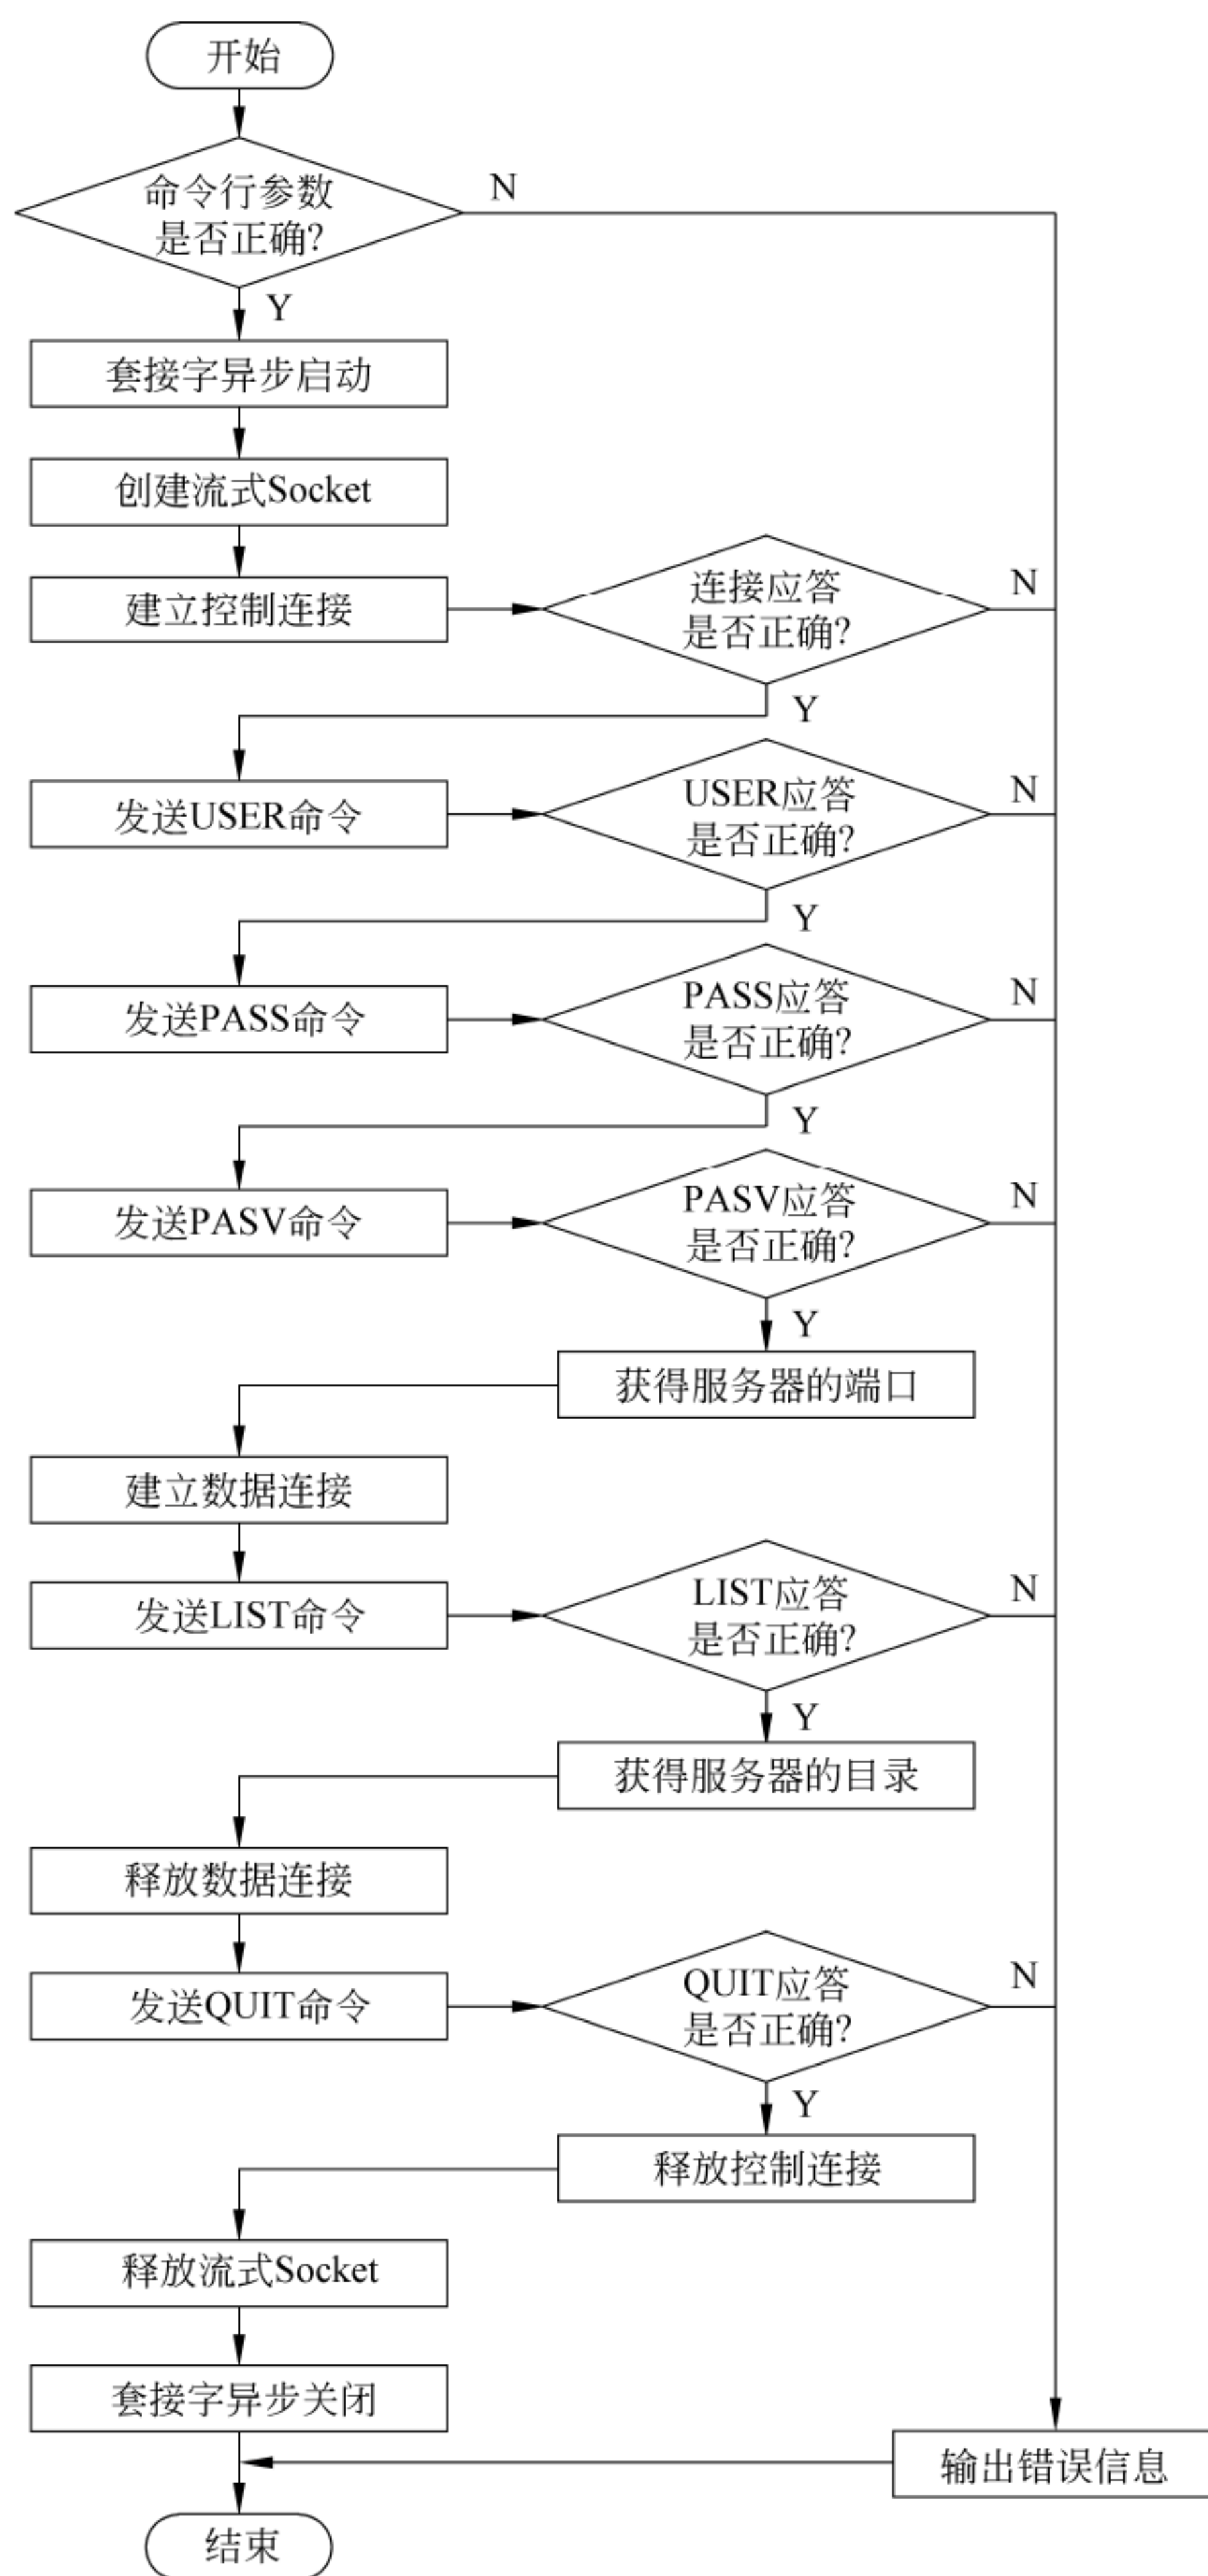 开始
命令行参数
是否正确?
N
Y
套接字异步启动
创建流式Socket
建立控制连接
连接应答
是否正确?
N
Y
发送USER命令
USER应答
是否正确?
N
Y
发送PASS命令
PASS应答
是否正确?
N
Y
发送PASV命令
PASV应答
是否正确?
N
Y
获得服务器的端口
建立数据连接
发送LIST命令
LIST应答
是否正确?
N
Y
获得服务器的目录
释放数据连接
发送QUIT命令
QUIT应答
是否正确?
N
Y
释放控制连接
释放流式Socket
套接字异步关闭
输出错误信息
结束